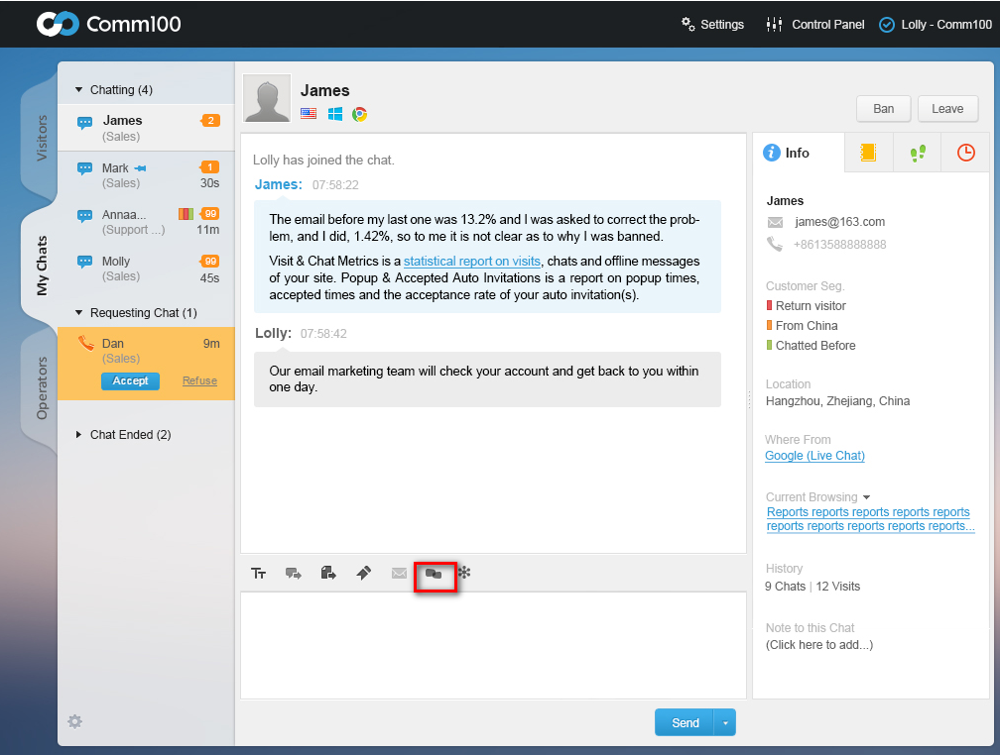 Comm100
Settings
Control Panel
Lolly - Comm100
Visitors
My Chats
Operators
Chatting (4)
James 2
(Sales)
Mark 1
(Sales) 30s
Annaa... 99
(Support ...) 11m
Molly 99
(Sales) 45s
Requesting Chat (1)
Dan 9m
(Sales)
Accept Refuse
Chat Ended (2)
James
Ban
Leave
Lolly has joined the chat.
James: 07:58:22
The email before my last one was 13.2% and I was asked to correct the prob-
lem, and I did, 1.42%, so to me it is not clear as to why I was banned.
Visit & Chat Metrics is a statistical report on visits, chats and offline messages
of your site. Popup & Accepted Auto Invitations is a report on popup times,
accepted times and the acceptance rate of your auto invitation(s).
Lolly: 07:58:42
Our email marketing team will check your account and get back to you within
one day.
TT
Send
Info
James
james@163.com
+8613588888888
Customer Seg.
Return visitor
From China
Chatted Before
Location
Hangzhou, Zhejiang, China
Where From
Google (Live Chat)
Current Browsing
Reports reports reports reports reports
reports reports reports reports reports...
History
9 Chats | 12 Visits
Note to this Chat
(Click here to add...)